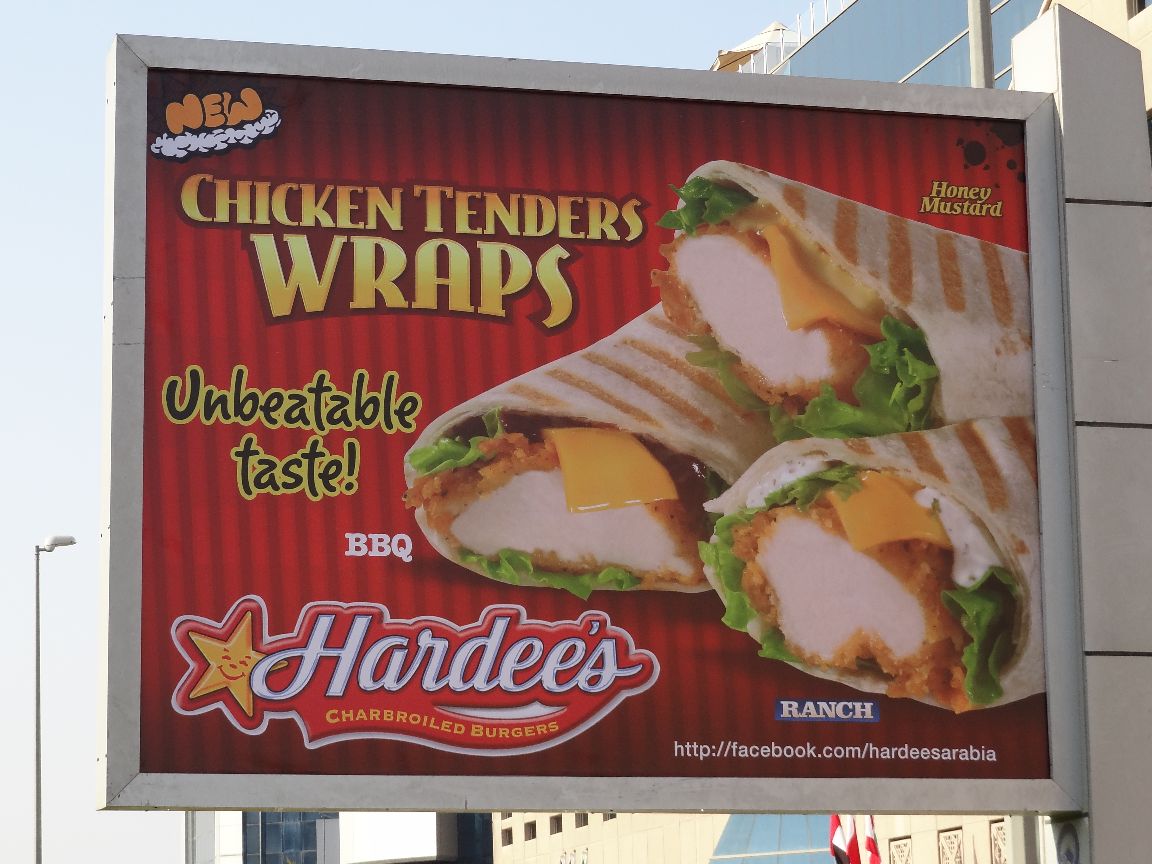 NEW
CHICKEN TENDERS
WRAPS
Honey
Mustard
Unbeatable
taste!
BBQ
Hardee's
CHARBROILED BURGERS
RANCH
http://facebook.com/hardeesarabia